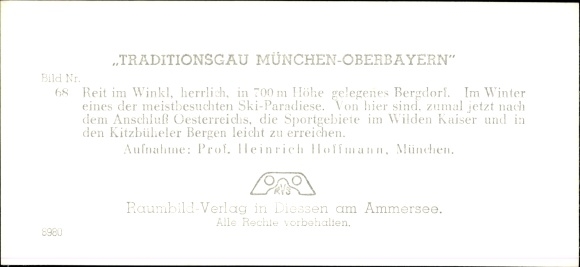 „TRADITIONSGAU MÜNCHEN-OBERBAYERN“
Bild Nr.
68 Reit im Winkl, herrlich, in 700 m Höhe gelegenes Bergdorf. Im Winter
eines der meistbesuchten Ski-Paradiese. Von hier sind, zumal jetzt nach
dem Anschluß Oesterreichs, die Sportgebiete im Wilden Kaiser und in
den Kitzbüheler Bergen leicht zu erreichen.
Aufnahme: Prof. Heinrich Hoffmann, München.
Raumbild-Verlag in Diessen am Ammersee.
Alle Rechte vorbehalten.
8980